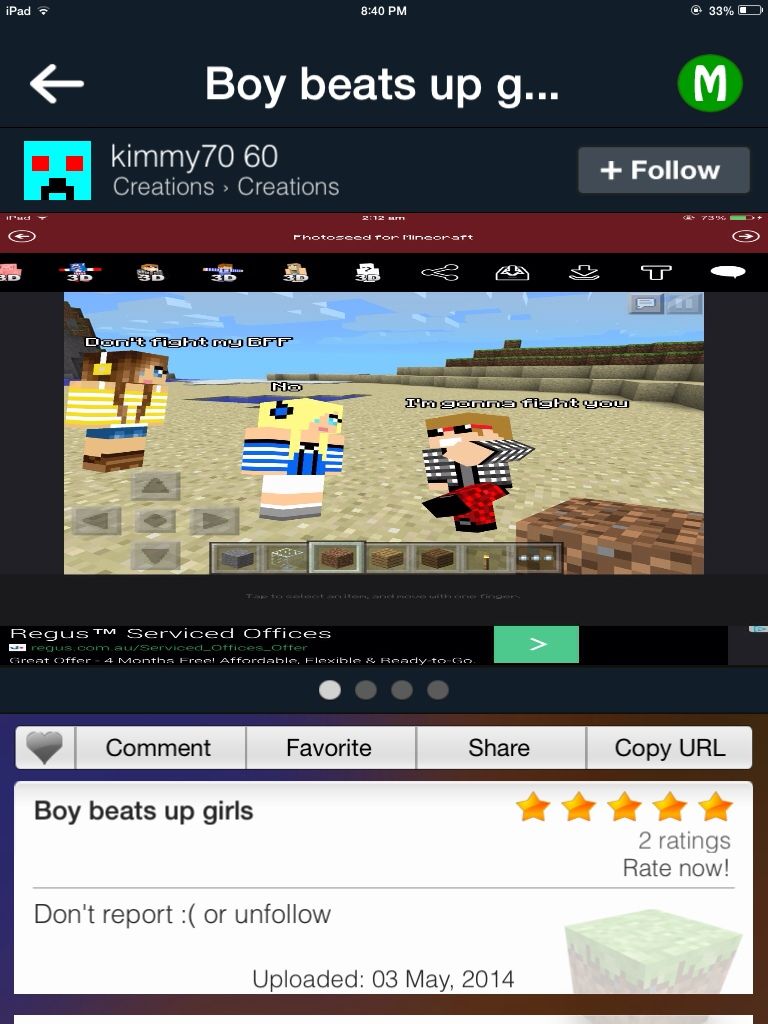 iPad 8:40 PM 33%
Boy beats up g...
M
kimmy70 60
Creations › Creations
+ Follow
iPad 2:12 am 73%
Photoseed for Minecraft
3D 3D 3D 3D 3D 3D T
Don't fight my BFF
No
I'm gonna fight you
Tap to select an item, and move with one finger.
Regus™ Serviced Offices
regus.com.au/Serviced_Offices_Offer
Great Offer - 4 Months Free! Affordable, Flexible & Ready-to-Go.
>
Comment Favorite Share Copy URL
Boy beats up girls
2 ratings
Rate now!
Don't report :( or unfollow
Uploaded: 03 May, 2014